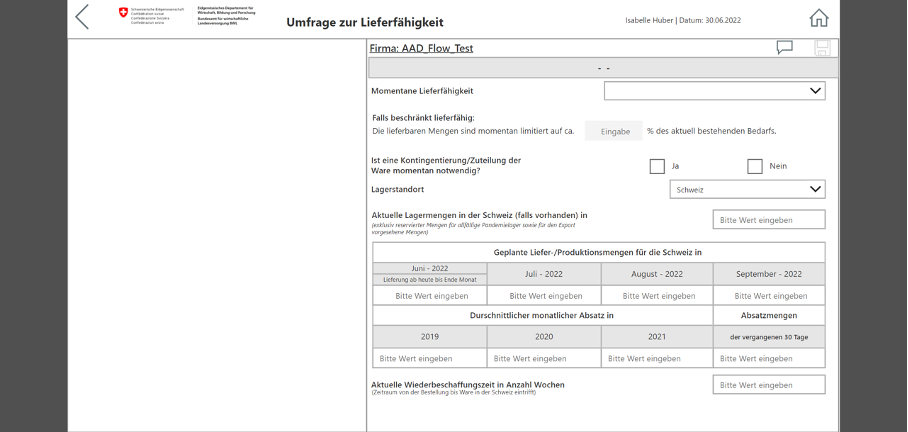 Schweizerische Eidgenossenschaft
Confédération suisse
Confederazione Svizzera
Confederaziun svizra
Eidgenössisches Departement für
Wirtschaft, Bildung und Forschung
Bundesamt für wirtschaftliche
Landesversorgung BWL
Umfrage zur Lieferfähigkeit
Isabelle Huber | Datum: 30.06.2022
Firma: AAD_Flow_Test
- -
Momentane Lieferfähigkeit
Falls beschränkt lieferfähig:
Die lieferbaren Mengen sind momentan limitiert auf ca. Eingabe % des aktuell bestehenden Bedarfs.
Ist eine Kontingentierung/Zuteilung der
Ware momentan notwendig? Ja Nein
Lagerstandort Schweiz
Aktuelle Lagermengen in der Schweiz (falls vorhanden) in Bitte Wert eingeben
(exklusiv reservierter Mengen für allfällige Pandemielager sowie für den Export
vorgesehene Mengen)
Geplante Liefer-/Produktionsmengen für die Schweiz in
Juni - 2022 Juli - 2022 August - 2022 September - 2022
Lieferung ab heute bis Ende Monat
Bitte Wert eingeben Bitte Wert eingeben Bitte Wert eingeben Bitte Wert eingeben
Durschnittlicher monatlicher Absatz in Absatzmengen
2019 2020 2021 der vergangenen 30 Tage
Bitte Wert eingeben Bitte Wert eingeben Bitte Wert eingeben Bitte Wert eingeben
Aktuelle Wiederbeschaffungszeit in Anzahl Wochen Bitte Wert eingeben
(Zeitraum von der Bestellung bis Ware in der Schweiz eintrifft)